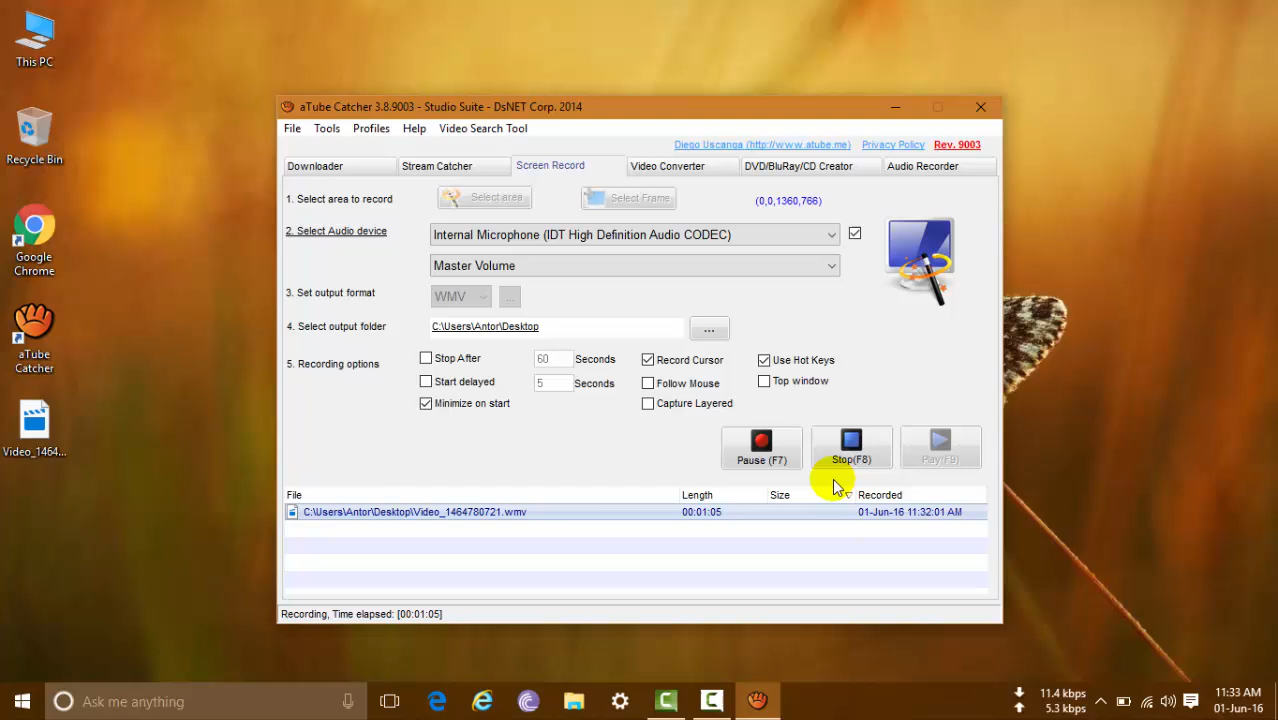 This PC
Recycle Bin
Google
Chrome
aTube
Catcher
Video_1464...
aTube Catcher 3.8.9003 - Studio Suite - DsNET Corp. 2014
File Tools Profiles Help Video Search Tool
Diego Uscanga (http://www.atube.me) Privacy Policy Rev. 9003
Downloader Stream Catcher Screen Record Video Converter DVD/BluRay/CD Creator Audio Recorder
1. Select area to record Select area Select Frame (0,0,1360,766)
2. Select Audio device Internal Microphone (IDT High Definition Audio CODEC)
Master Volume
3. Set output format WMV ...
4. Select output folder C:\Users\Antor\Desktop ...
5. Recording options Stop After 60 Seconds Record Cursor Use Hot Keys
Start delayed 5 Seconds Follow Mouse Top window
Minimize on start Capture Layered
Pause (F7) Stop(F8) Play(F9)
File Length Size Recorded
C:\Users\Antor\Desktop\Video_1464780721.wmv 00:01:05 01-Jun-16 11:32:01 AM
Recording, Time elapsed: [00:01:05]
Ask me anything
11.4 kbps
5.3 kbps
11:33 AM
01-Jun-16